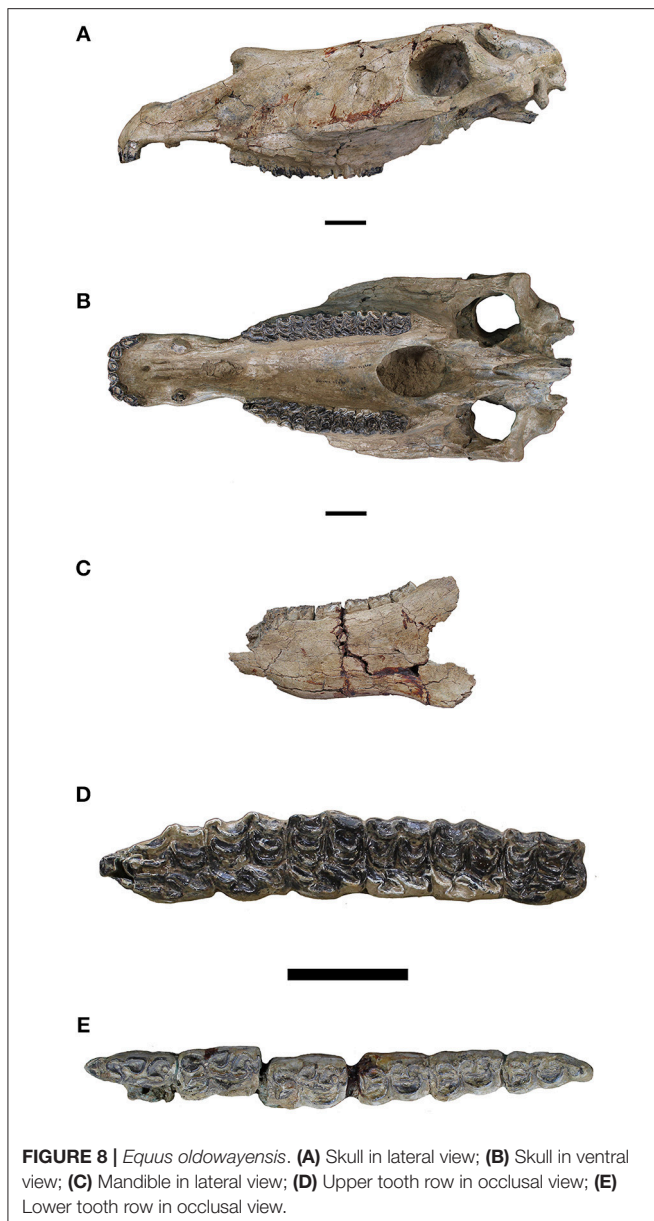 A
B
C
D
E
FIGURE 8 | Equus oldowayensis. (A) Skull in lateral view; (B) Skull in ventral
view; (C) Mandible in lateral view; (D) Upper tooth row in occlusal view; (E)
Lower tooth row in occlusal view.